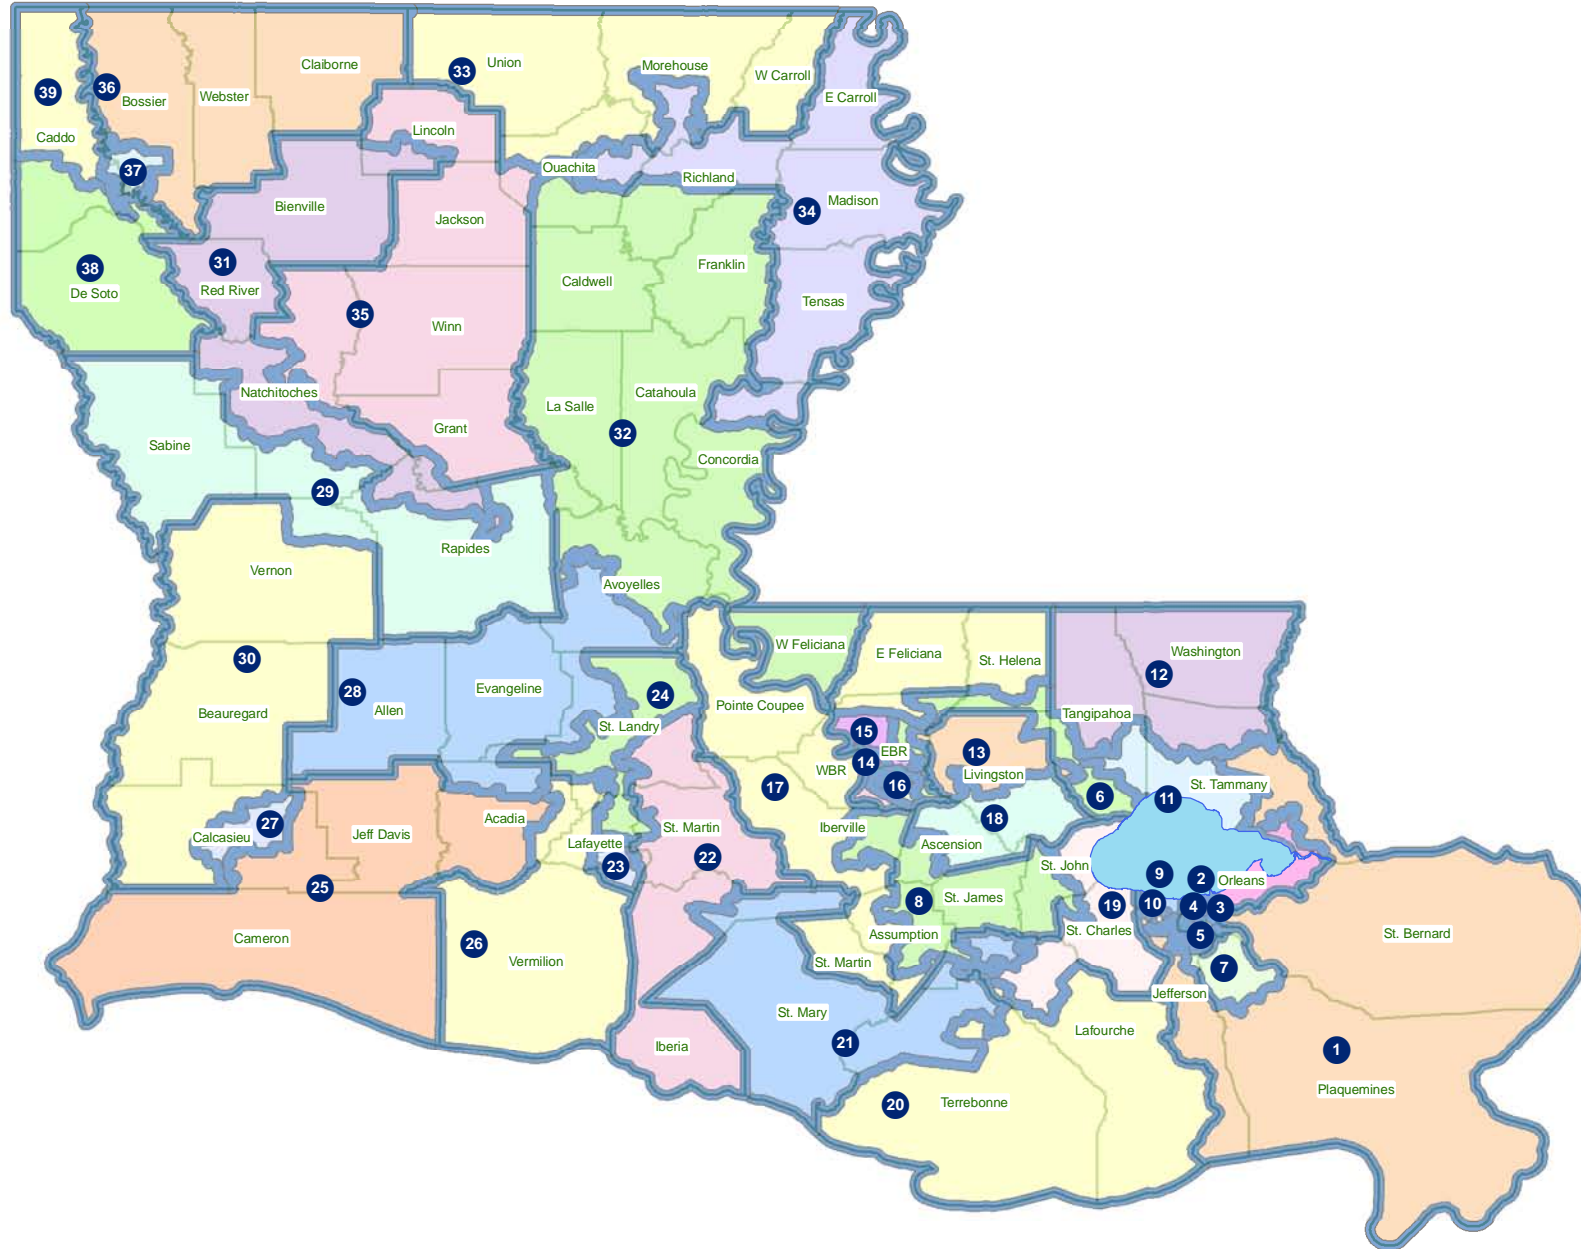 Claiborne
Union
Morehouse
W Carroll
33
39
36
Bossier
Webster
E Carroll
Caddo
Lincoln
37
Ouachita
Richland
Madison
34
Bienville
Jackson
31
38
De Soto
Red River
Franklin
Caldwell
Tensas
35
Winn
Natchitoches
La Salle
Catahoula
Grant
32
Sabine
Concordia
29
Rapides
Vernon
Avoyelles
W Feliciana
E Feliciana
St. Helena
Washington
30
12
28
Evangeline
24
Beauregard
Allen
Pointe Coupee
Tangipahoa
St. Landry
15
EBR
13
14
WBR
Livingston
16
17
6
11
St. Tammany
27
Calcasieu
Jeff Davis
Acadia
St. Martin
Iberville
18
Lafayette
Ascension
23
22
St. John
9
2
Orleans
25
8
St. James
19
10
4
3
Cameron
26
Assumption
St. Charles
5
St. Bernard
Vermilion
St. Martin
7
Jefferson
St. Mary
Lafourche
21
Iberia
1
20
Terrebonne
Plaquemines